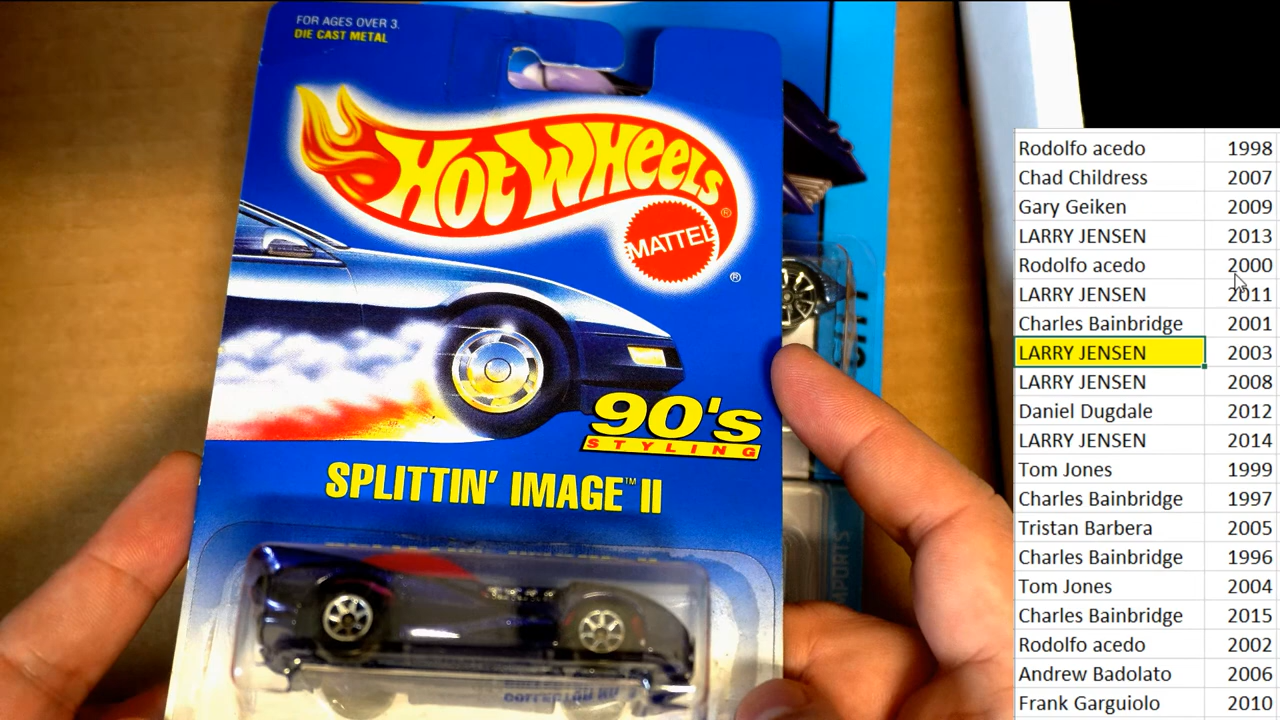 FOR AGES OVER 3.
DIE CAST METAL
HOT WHEELS®
MATTEL
®
90's
STYLING
SPLITTIN' IMAGE™ II
Rodolfo acedo 1998
Chad Childress 2007
Gary Geiken 2009
LARRY JENSEN 2013
Rodolfo acedo 2000
LARRY JENSEN 2011
Charles Bainbridge 2001
LARRY JENSEN 2003
LARRY JENSEN 2008
Daniel Dugdale 2012
LARRY JENSEN 2014
Tom Jones 1999
Charles Bainbridge 1997
Tristan Barbera 2005
Charles Bainbridge 1996
Tom Jones 2004
Charles Bainbridge 2015
Rodolfo acedo 2002
Andrew Badolato 2006
Frank Garguiolo 2010